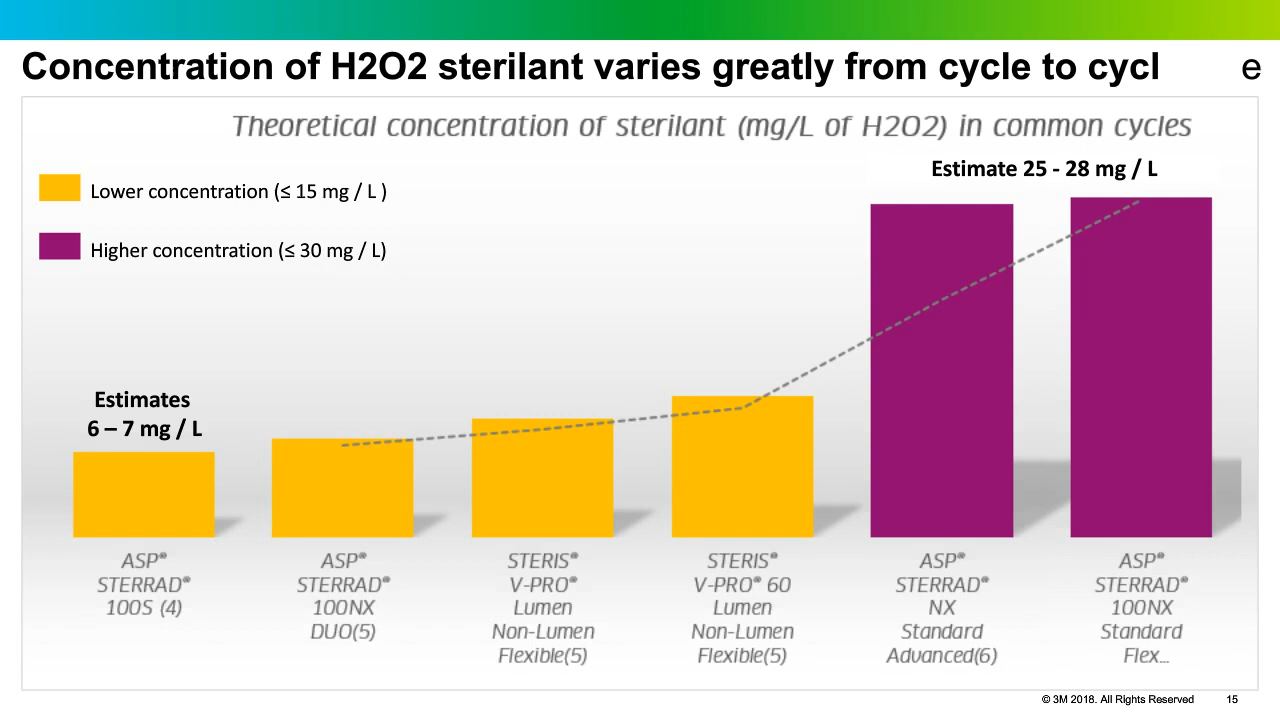 Concentration of H2O2 sterilant varies greatly from cycle to cycl e
Theoretical concentration of sterilant (mg/L of H2O2) in common cycles
Estimate 25 - 28 mg / L
Lower concentration (≤ 15 mg / L )
Higher concentration (≤ 30 mg / L)
Estimates
6 – 7 mg / L
ASP®
STERRAD®
100S (4)
ASP®
STERRAD®
100NX
DUO(5)
STERIS®
V-PRO®
Lumen
Non-Lumen
Flexible(5)
STERIS®
V-PRO® 60
Lumen
Non-Lumen
Flexible(5)
ASP®
STERRAD®
NX
Standard
Advanced(6)
ASP®
STERRAD®
100NX
Standard
Flex...
© 3M 2018. All Rights Reserved
15